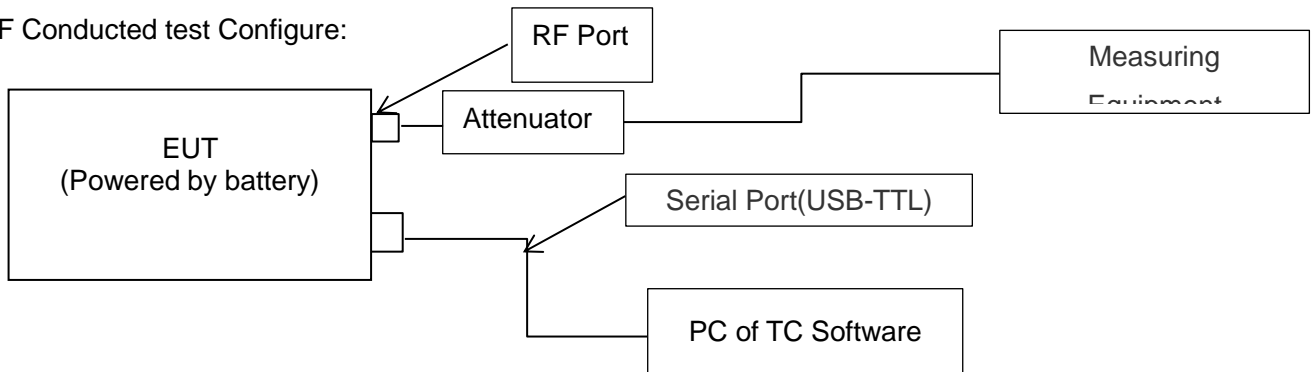 F Conducted test Configure:
RF Port
Measuring
Equipment
Attenuator
EUT
(Powered by battery)
Serial Port(USB-TTL)
PC of TC Software